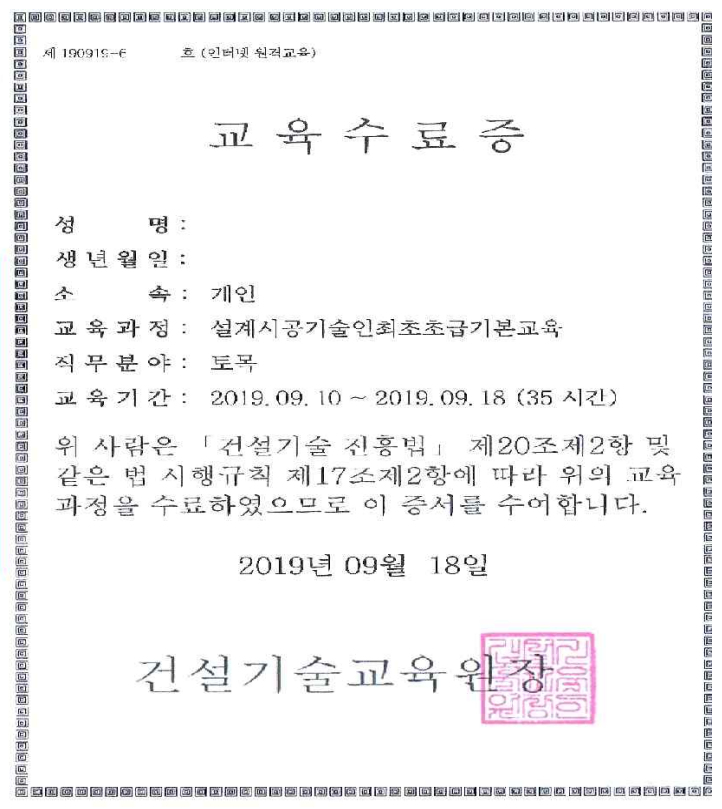 제 190919-6 호 (인터넷 원격교육)
교 육 수 료 증
성 명 :
생 년 월 일 :
소 속 : 개인
교 육 과 정 : 설계시공기술인최초초급기본교육
직 무 분 야 : 토목
교 육 기 간 : 2019. 09. 10 ~ 2019. 09. 18 (35 시간)
위 사람은 「건설기술 진흥법」 제20조제2항 및
같은 법 시행규칙 제17조제2항에 따라 위의 교육
과정을 수료하였으므로 이 증서를 수여합니다.
2019년 09월 18일
건설기술교육원장